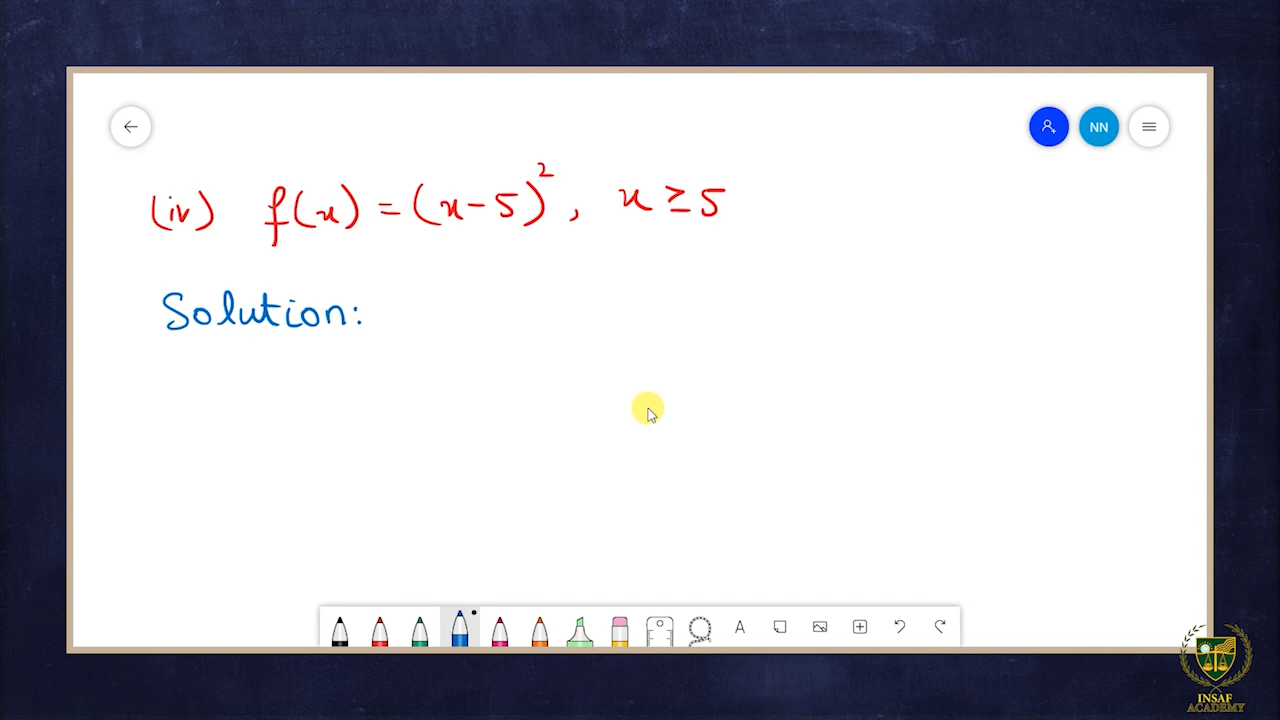 NN
(iv) f(x) = (x-5)², x ≥ 5
Solution:
A
INSAF
ACADEMY